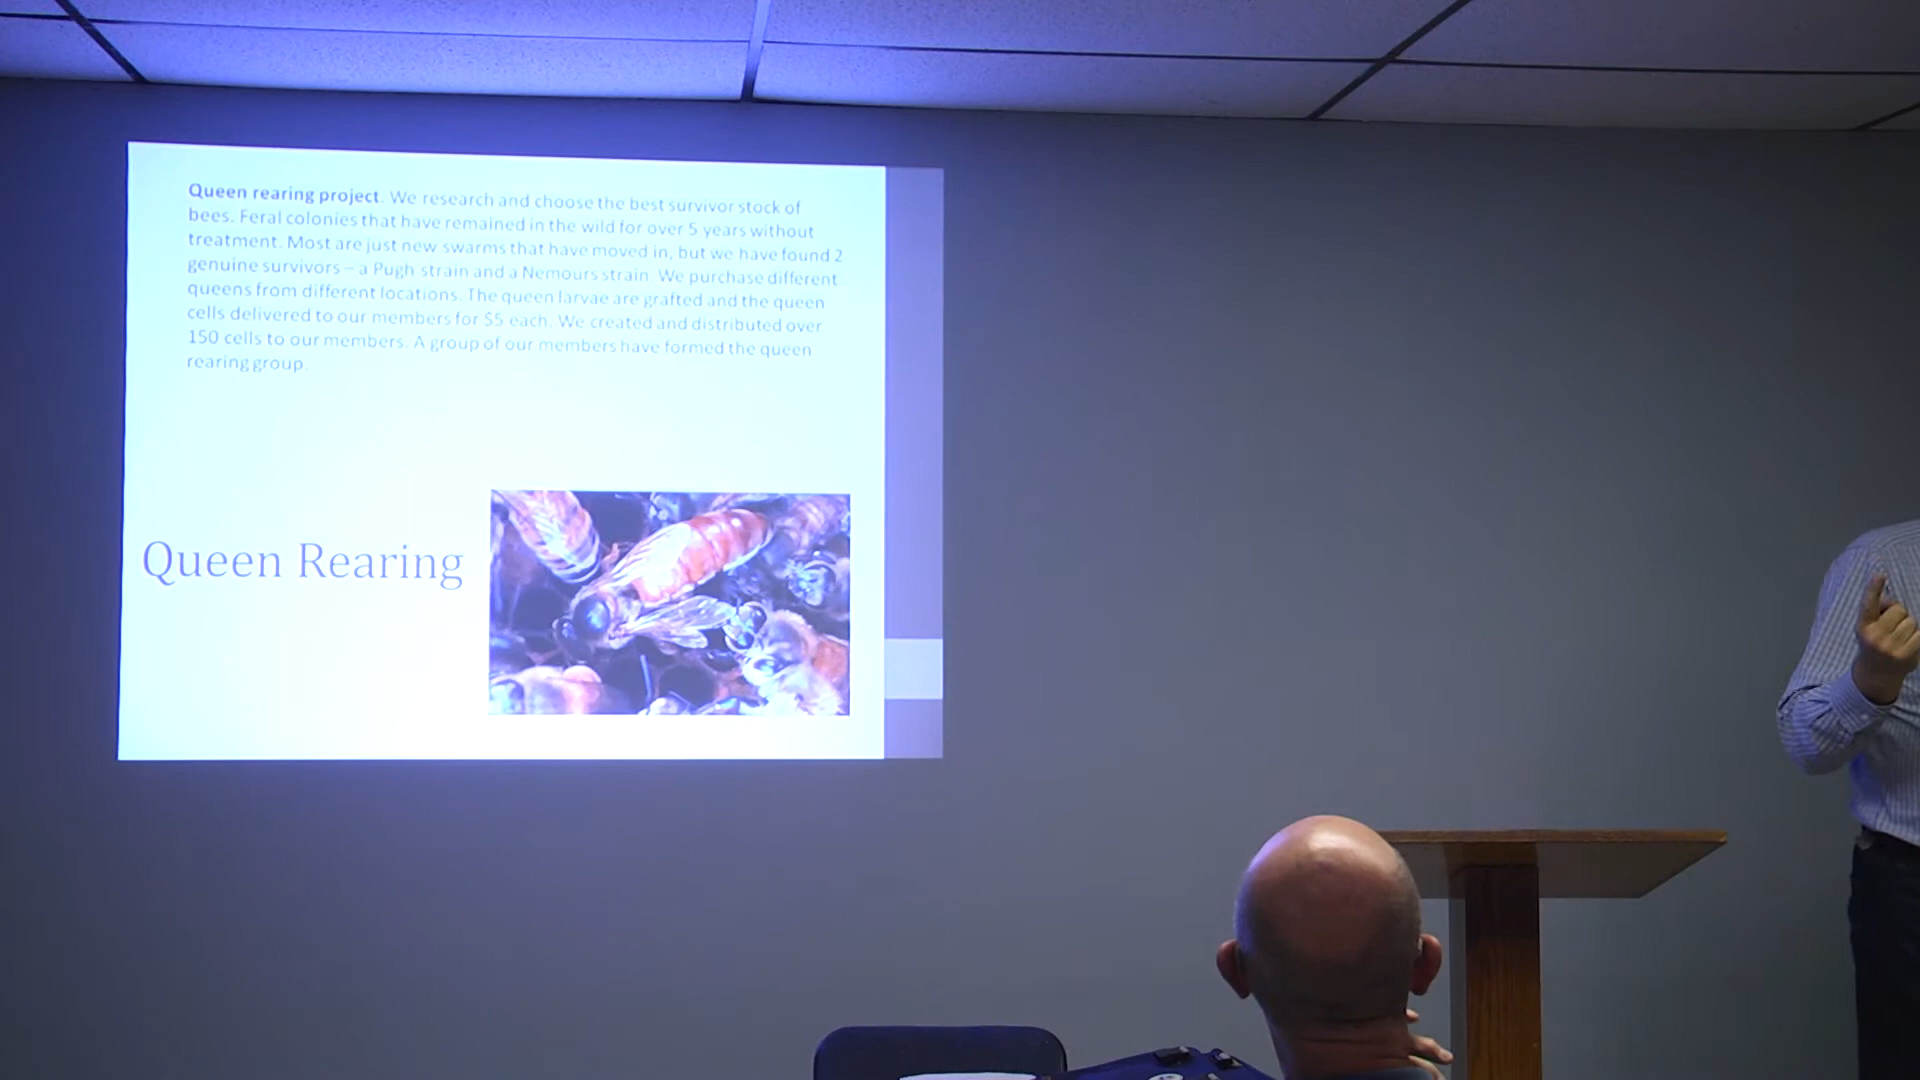 Queen rearing project. We research and choose the best survivor stock of
bees. Feral colonies that have remained in the wild for over 5 years without
treatment. Most are just new swarms that have moved in, but we have found 2
genuine survivors – a Pugh strain and a Nemours strain. We purchase different
queens from different locations. The queen larvae are grafted and the queen
cells delivered to our members for $5 each. We created and distributed over
150 cells to our members. A group of our members have formed the queen
rearing group.
Queen Rearing